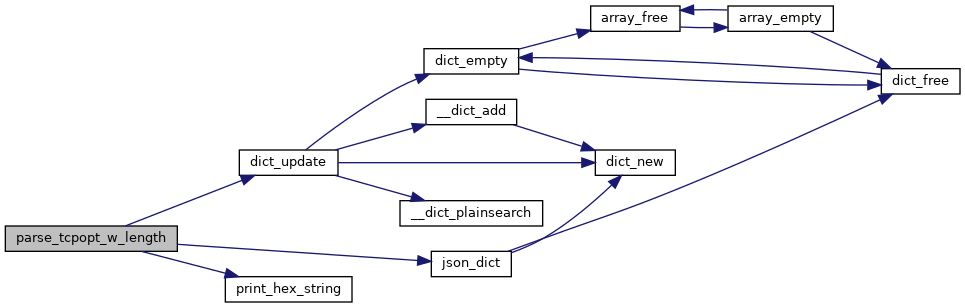 array_free
array_empty
dict_empty
dict_free
__dict_add
dict_update
dict_new
__dict_plainsearch
parse_tcpopt_w_length
json_dict
print_hex_string